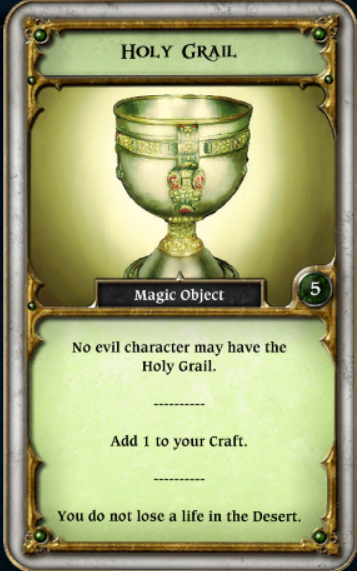 Holy Grail
Magic Object
5
No evil character may have the
Holy Grail.
----------
Add 1 to your Craft.
----------
You do not lose a life in the Desert.